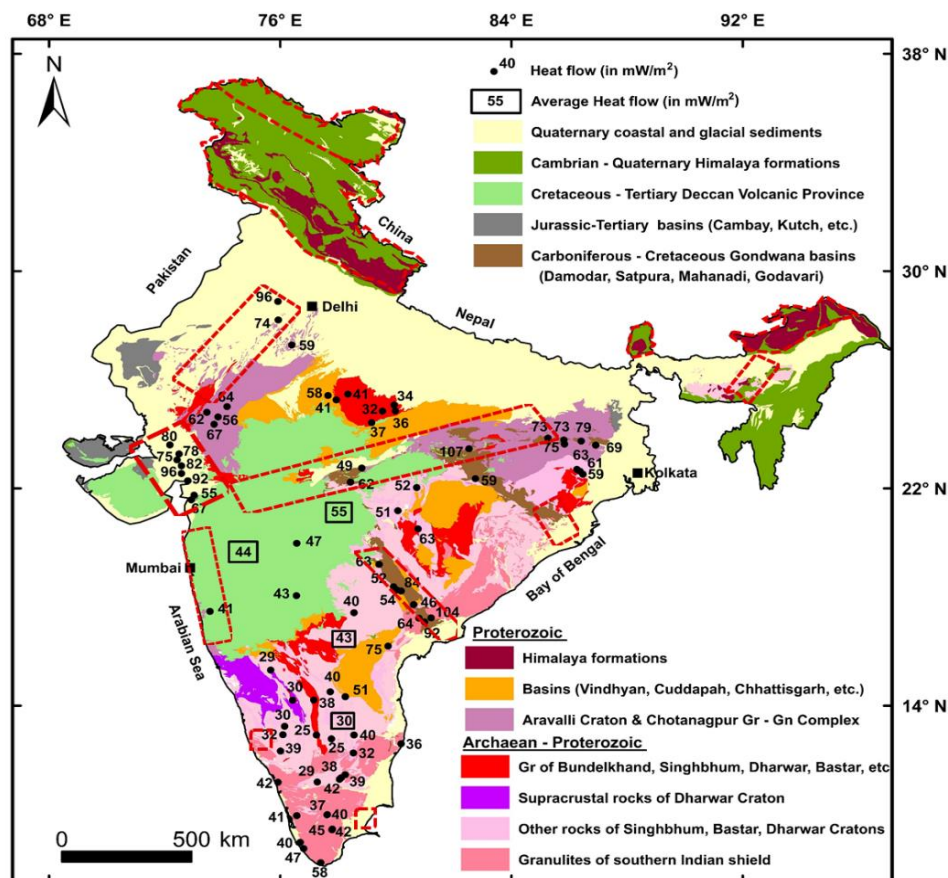 68° E 76° E 84° E 92° E
38° N
30° N
22° N
14° N
N
40
Heat flow (in mW/m²)
55
Average Heat flow (in mW/m²)
Quaternary coastal and glacial sediments
Cambrian - Quaternary Himalaya formations
Cretaceous - Tertiary Deccan Volcanic Province
Jurassic-Tertiary basins (Cambay, Kutch, etc.)
Carboniferous - Cretaceous Gondwana basins
(Damodar, Satpura, Mahanadi, Godavari)
China
Pakistan
Nepal
Delhi
96
74
59
64
62 56
67
58
41
41
34
32
36
37
80
78
75
82
96
92
55
67
73 73 79
75
69
107
63
61
59
Kolkata
49
62
59
52
55
51
63
44
47
Mumbai
63
52
84
54
46
104
64
92
43
41
40
43
75
Bay of Bengal
Arabian Sea
29
30
40
51
38
30
30
32
25
25
40
36
39
32
29
38
42
39
42
37
41
40
45
42
40
47
58
Proterozoic
Himalaya formations
Basins (Vindhyan, Cuddapah, Chhattisgarh, etc.)
Aravalli Craton & Chotanagpur Gr - Gn Complex
Archaean - Proterozoic
Gr of Bundelkhand, Singhbhum, Dharwar, Bastar, etc
Supracrustal rocks of Dharwar Craton
Other rocks of Singhbhum, Bastar, Dharwar Cratons
Granulites of southern Indian shield
0 500 km